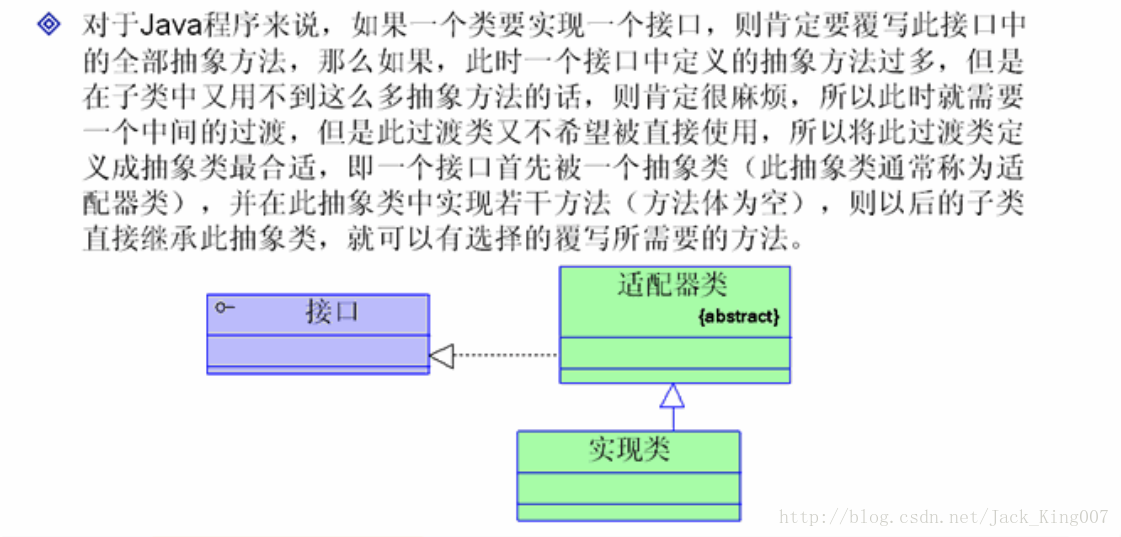 对于Java程序来说，如果一个类要实现一个接口，则肯定要覆写此接口中
的全部抽象方法，那么如果，此时一个接口中定义的抽象方法过多，但是
在子类中又用不到这么多抽象方法的话，则肯定很麻烦，所以此时就需要
一个中间的过渡，但是此过渡类又不希望被直接使用，所以将此过渡类定
义成抽象类最合适，即一个接口首先被一个抽象类（此抽象类通常称为适
配器类），并在此抽象类中实现若干方法（方法体为空），则以后的子类
直接继承此抽象类，就可以有选择的覆写所需要的方法。
接口
适配器类
{abstract}
实现类
http://blog.csdn.net/Jack_King007